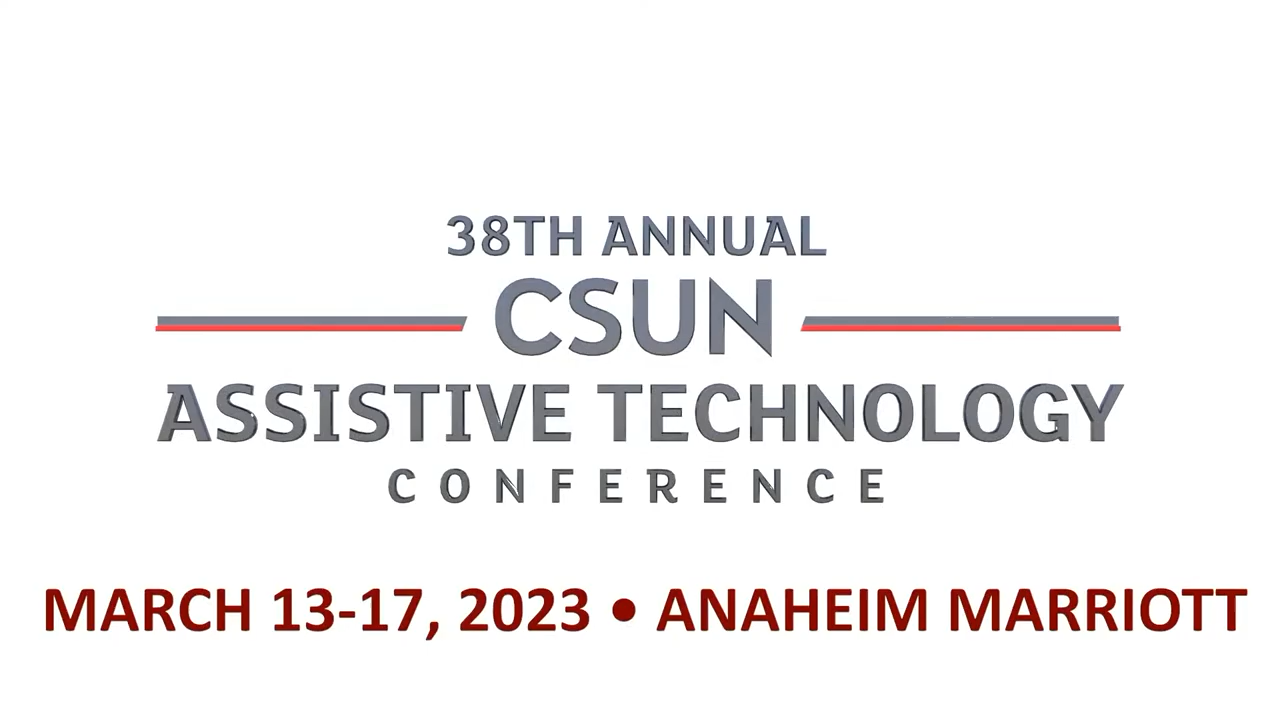 38TH ANNUAL
CSUN
ASSISTIVE TECHNOLOGY
CONFERENCE
MARCH 13-17, 2023 • ANAHEIM MARRIOTT